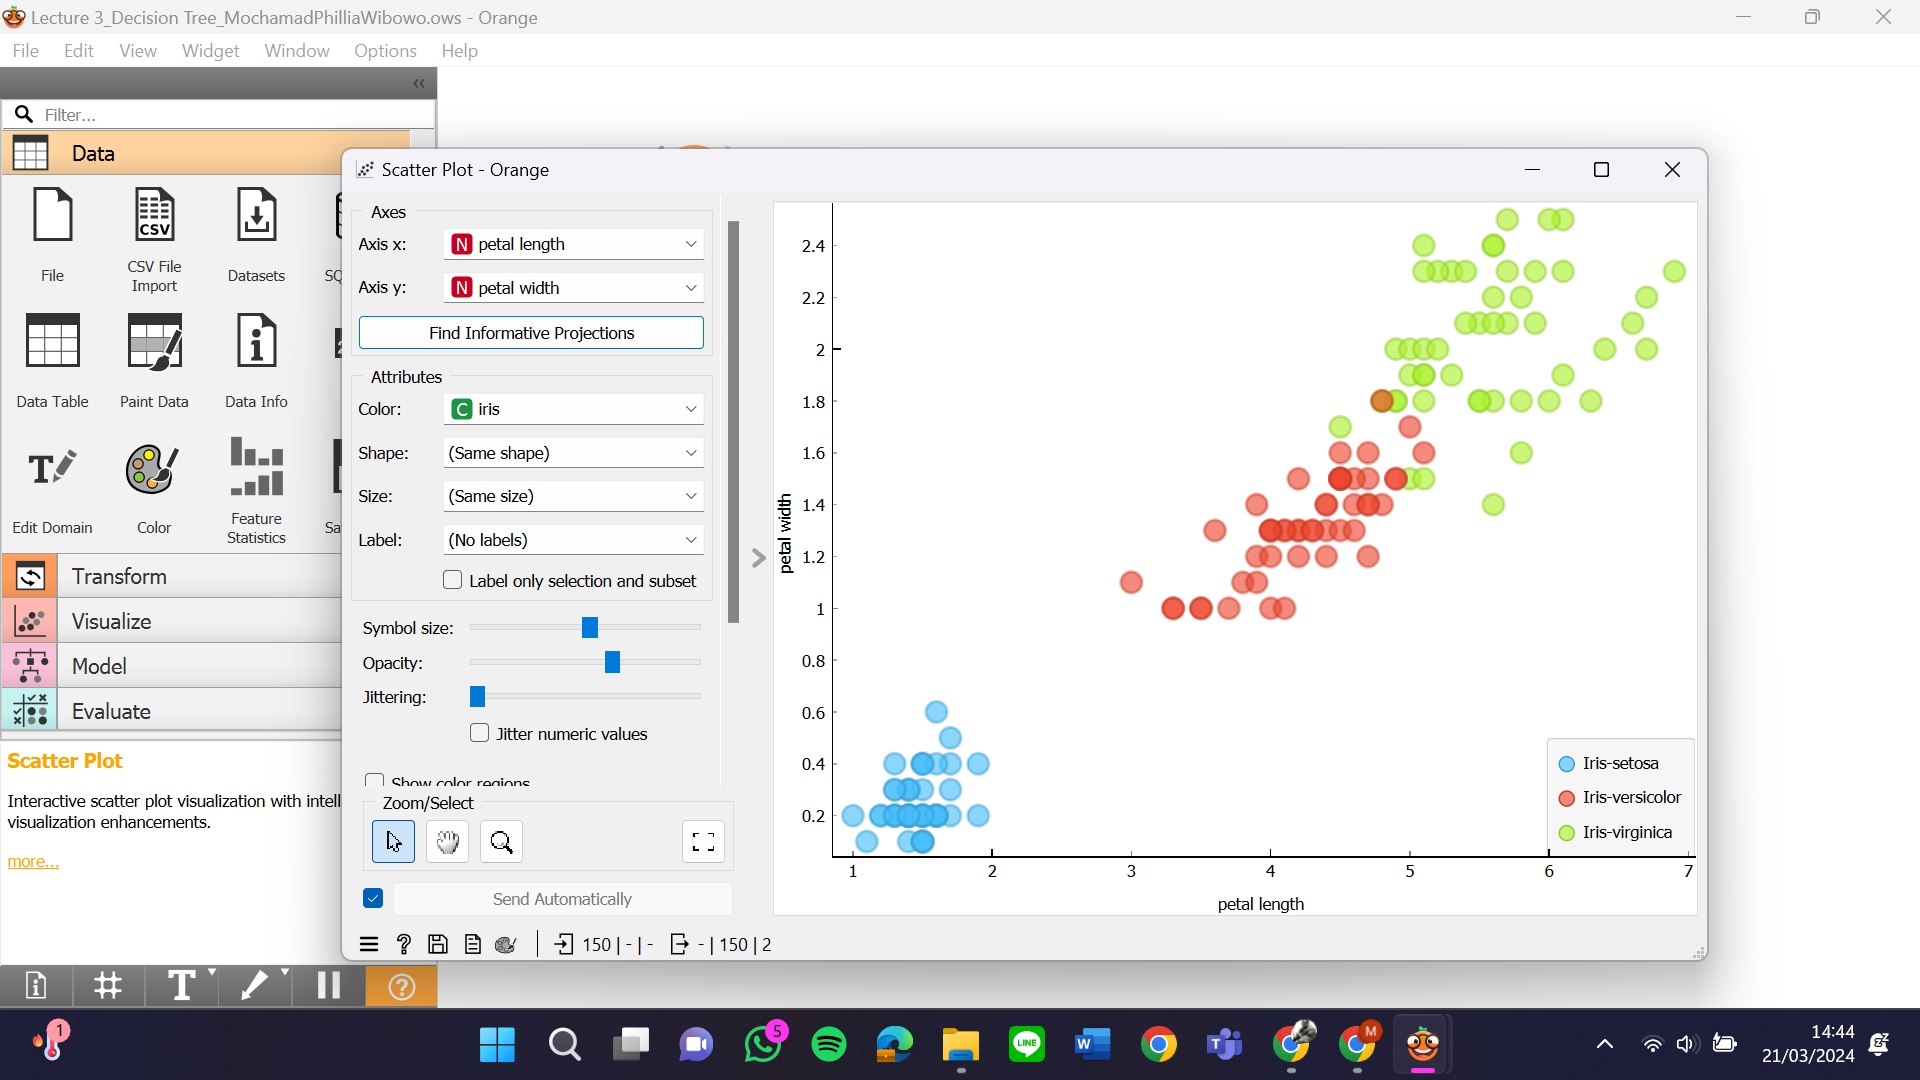 Lecture 3_Decision Tree_MochamadPhilliaWibowo.ows - Orange
File Edit View Widget Window Options Help
Filter...
Data
File
CSV File Import
Datasets
SQ
Data Table
Paint Data
Data Info
Edit Domain
Color
Feature Statistics
Sa
Transform
Visualize
Model
Evaluate
Scatter Plot
Interactive scatter plot visualization with intell
visualization enhancements.
more...
Scatter Plot - Orange
Axes
Axis x: N petal length
Axis y: N petal width
Find Informative Projections
Attributes
Color: C iris
Shape: (Same shape)
Size: (Same size)
Label: (No labels)
Label only selection and subset
Symbol size:
Opacity:
Jittering:
Jitter numeric values
Show color regions
Zoom/Select
Send Automatically
150 | - | - - | 150 | 2
petal width
2.4
2.2
2
1.8
1.6
1.4
1.2
1
0.8
0.6
0.4
0.2
1 2 3 4 5 6 7
petal length
Iris-setosa
Iris-versicolor
Iris-virginica
1
5
LINE
M
14:44
21/03/2024